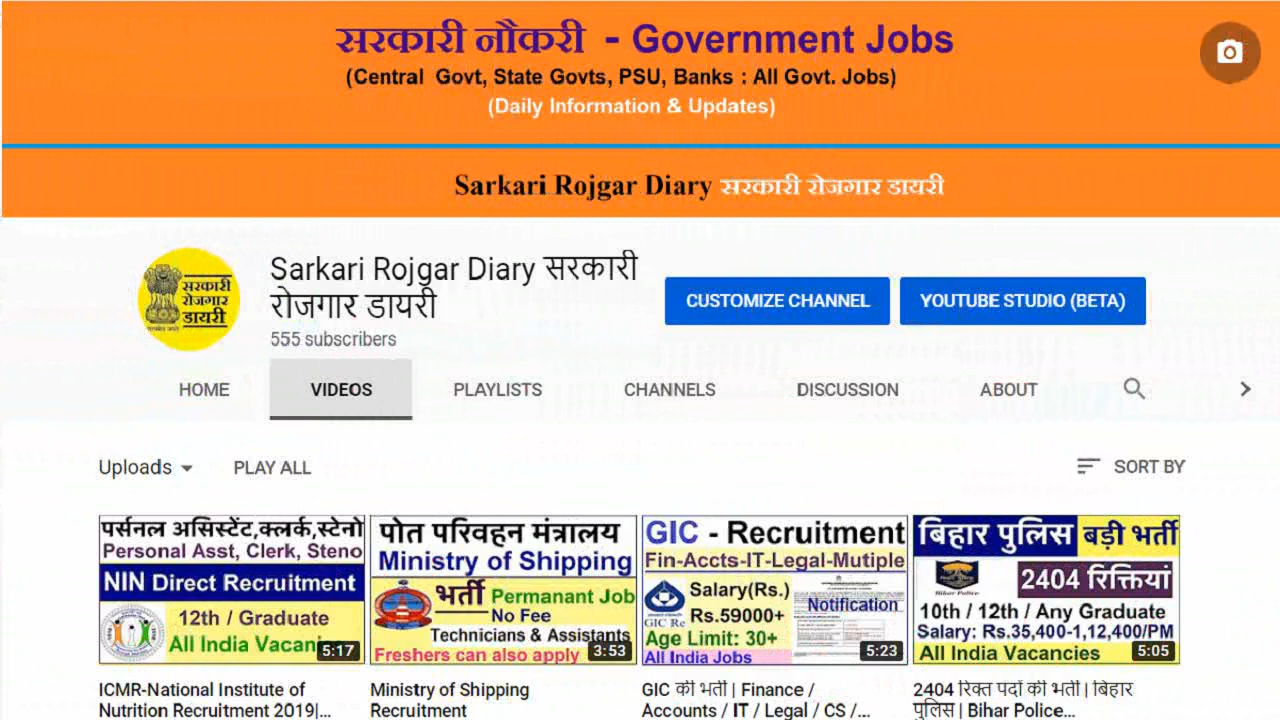 सरकारी नौकरी - Government Jobs
(Central Govt, State Govts, PSU, Banks : All Govt. Jobs)
(Daily Information & Updates)
Sarkari Rojgar Diary सरकारी रोजगार डायरी
सरकारी
रोजगार
डायरी
Sarkari Rojgar Diary सरकारी
रोजगार डायरी
555 subscribers
CUSTOMIZE CHANNEL
YOUTUBE STUDIO (BETA)
HOME VIDEOS PLAYLISTS CHANNELS DISCUSSION ABOUT
Uploads PLAY ALL SORT BY
पर्सनल असिस्टेंट,क्लर्क,स्टेनो
Personal Asst, Clerk, Steno
NIN Direct Recruitment
12th / Graduate
All India Vacan
5:17
ICMR-National Institute of
Nutrition Recruitment 2019|...
पोत परिवहन मंत्रालय
Ministry of Shipping
भर्ती Permanant Job
No Fee
Technicians & Assistants
Freshers can also apply
3:53
Ministry of Shipping
Recruitment
GIC - Recruitment
Fin-Accts-IT-Legal-Mutiple
Salary(Rs.)
Notification
Rs.59000+
GIC Re
Age Limit: 30+
All India Jobs
5:23
GIC की भर्ती | Finance /
Accounts / IT / Legal / CS /...
बिहार पुलिस बड़ी भर्ती
2404 रिक्तियां
Bihar Police
10th / 12th / Any Graduate
Salary: Rs.35,400-1,12,400/PM
All India Vacancies
5:05
2404 रिक्त पदों की भर्ती | बिहार
पुलिस | Bihar Police...